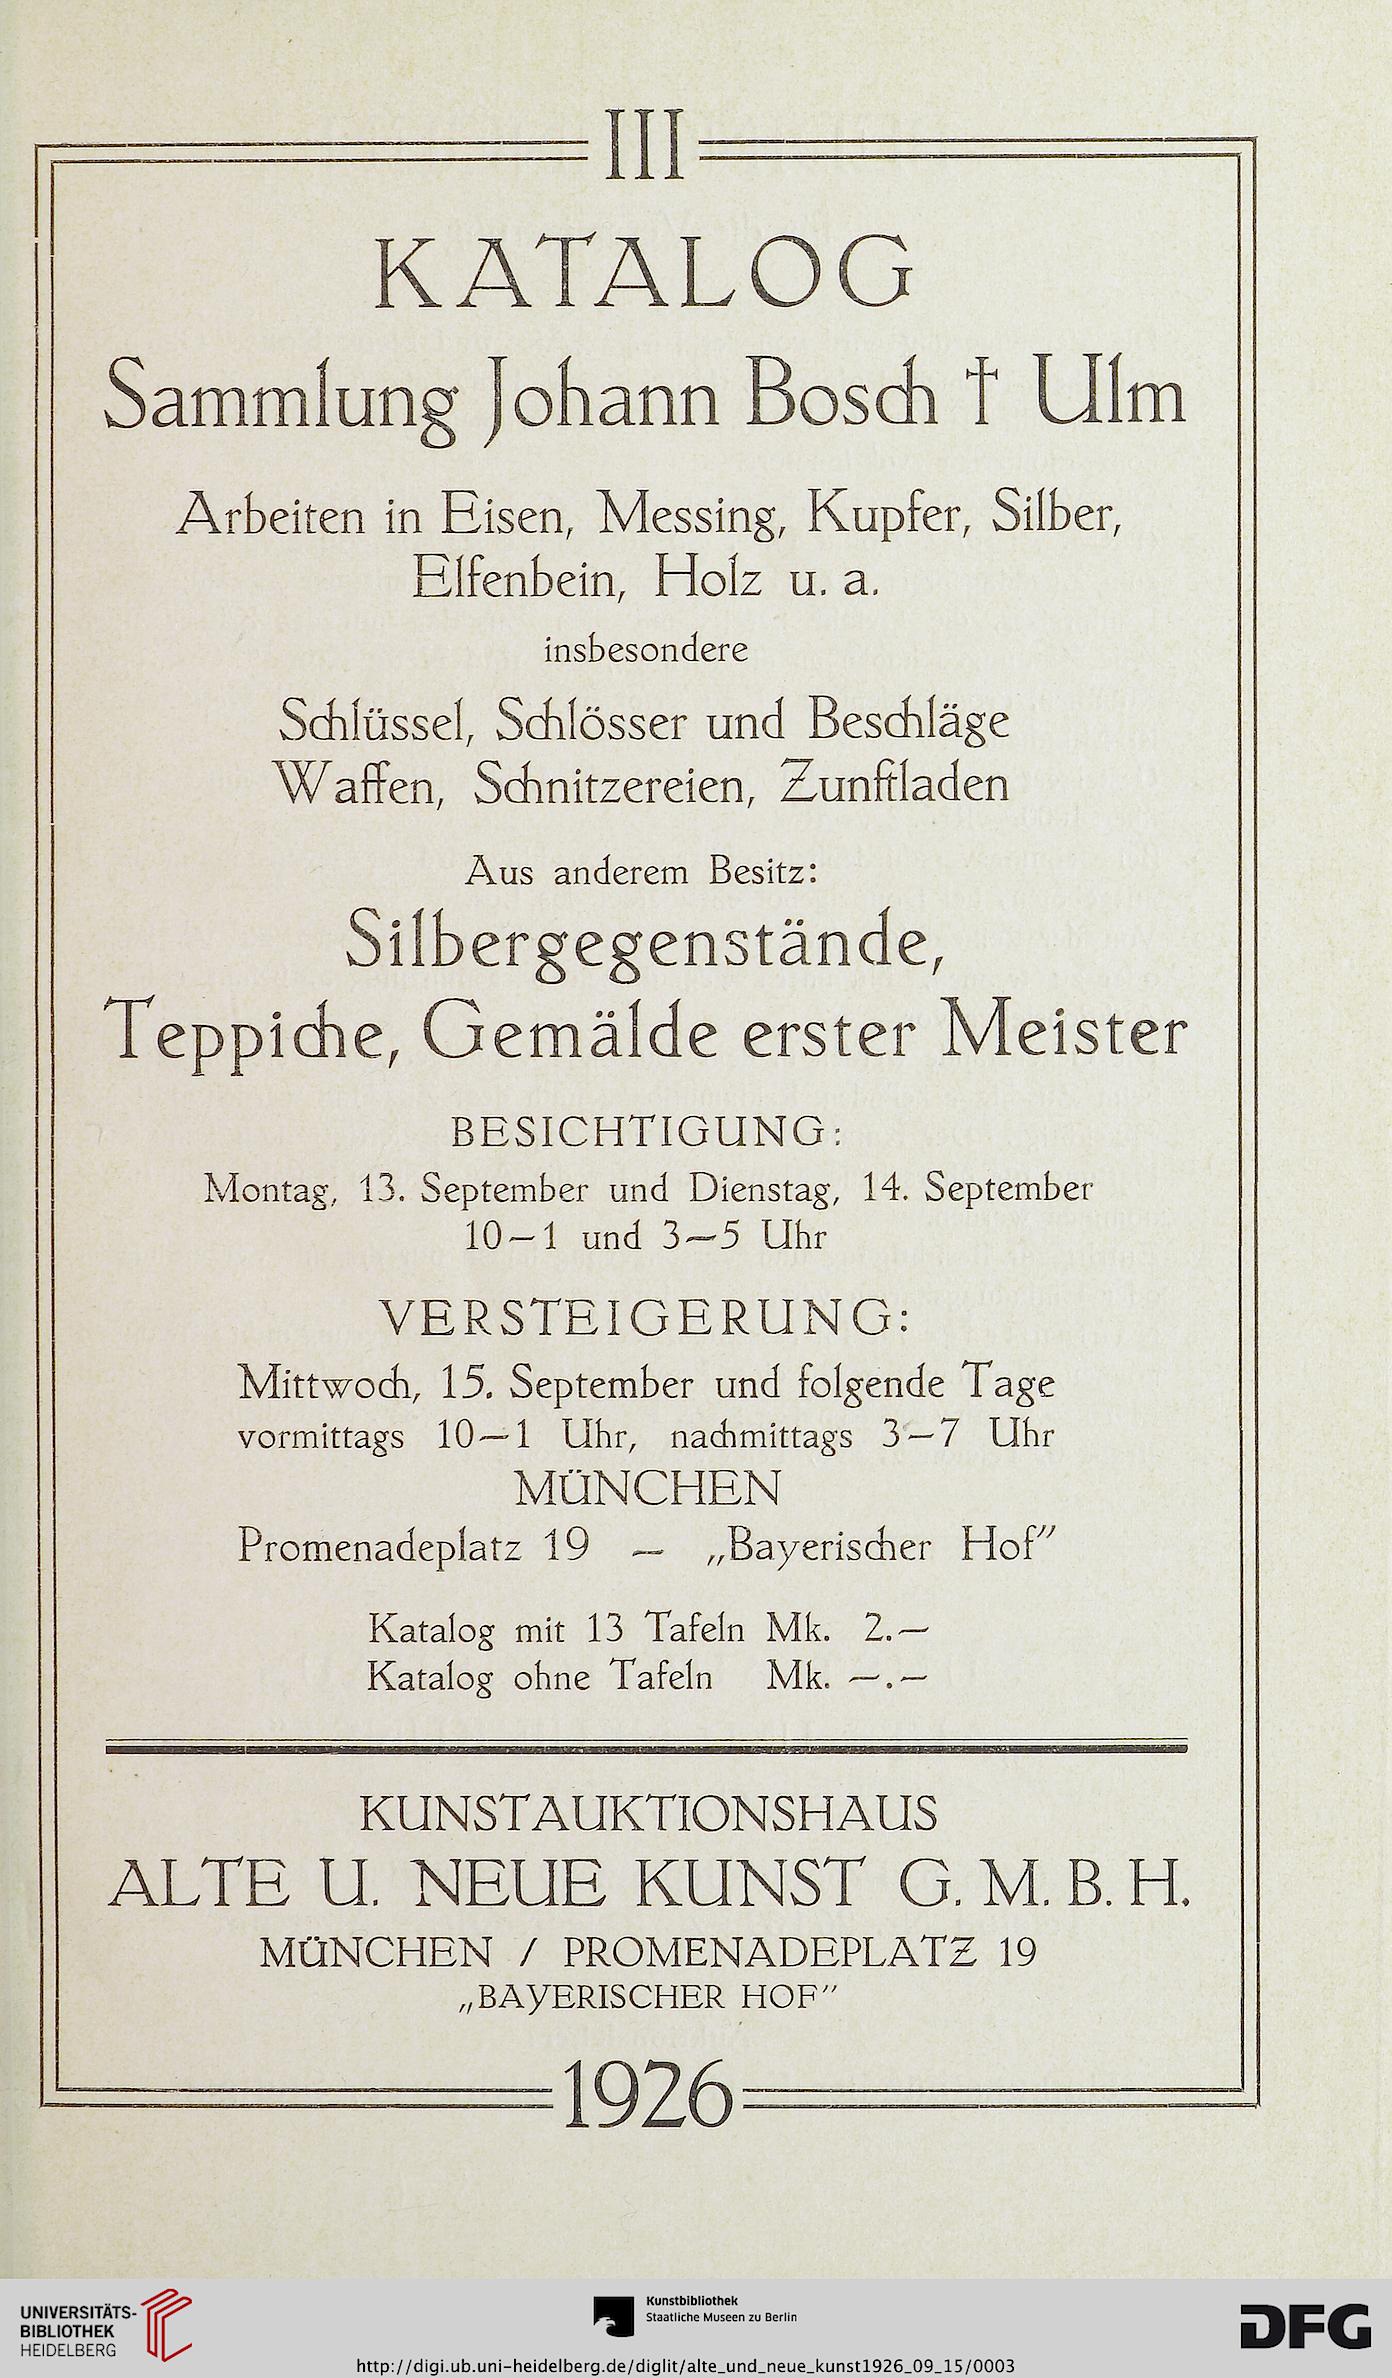 III
KATALOG
Sammlung Johann Bosch † Ulm
Arbeiten in Eisen, Messing, Kupfer, Silber,
Elfenbein, Holz u. a.
insbesondere
Schlüssel, Schlösser und Beschläge
Waffen, Schnitzereien, Zunftladen
Aus anderem Besitz:
Silbergegenstände,
Teppiche, Gemälde erster Meister
BESICHTIGUNG:
Montag, 13. September und Dienstag, 14. September
10—1 und 3—5 Uhr
VERSTEIGERUNG:
Mittwoch, 15. September und folgende Tage
vormittags 10—1 Uhr, nachmittags 3—7 Uhr
MÜNCHEN
Promenadeplatz 19 — „Bayerischer Hof”
Katalog mit 13 Tafeln Mk. 2.—
Katalog ohne Tafeln Mk. —.—
KUNSTAUKTIONSHAUS
ALTE U. NEUE KUNST G. M. B. H.
MÜNCHEN / PROMENADEPLATZ 19
„BAYERISCHER HOF”
1926
UNIVERSITÄTS-
BIBLIOTHEK
HEIDELBERG
Kunstbibliothek
Staatliche Museen zu Berlin
DFG
http://digi.ub.uni-heidelberg.de/diglit/alte_und_neue_kunst1926_09_15/0003